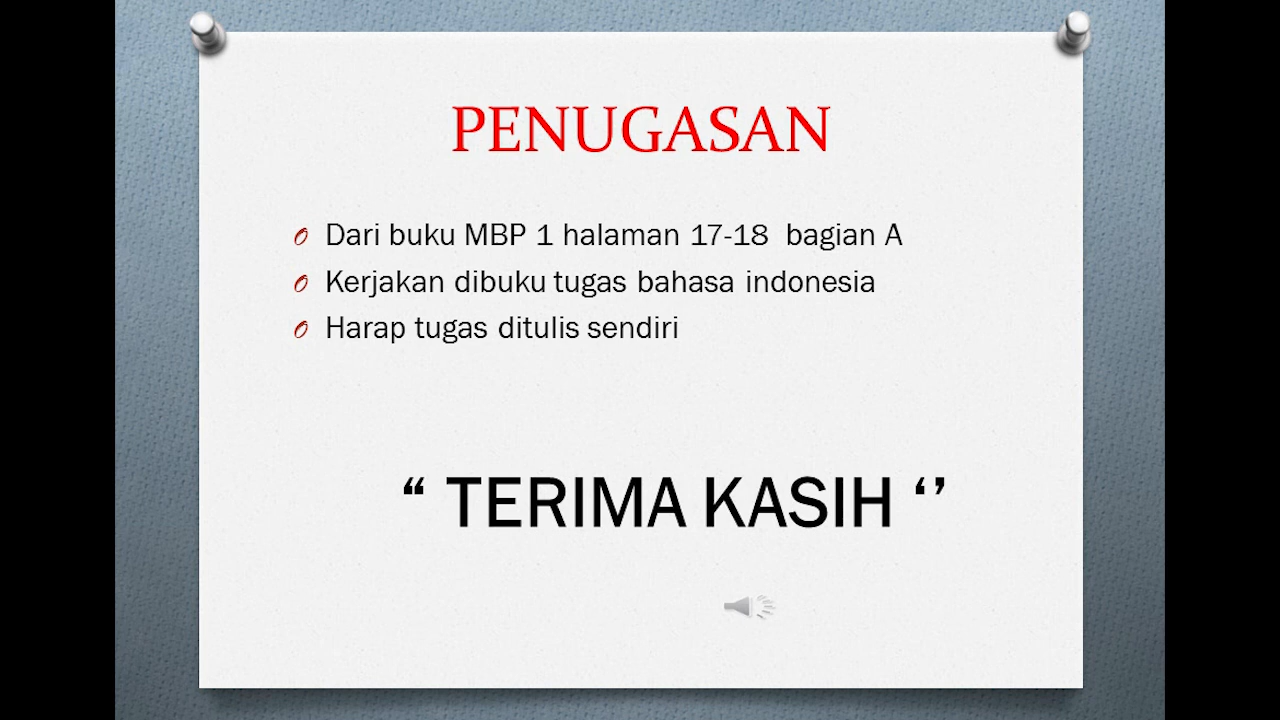 PENUGASAN
Dari buku MBP 1 halaman 17-18  bagian A
Kerjakan dibuku tugas bahasa indonesia
Harap tugas ditulis sendiri
“ TERIMA KASIH ‘’